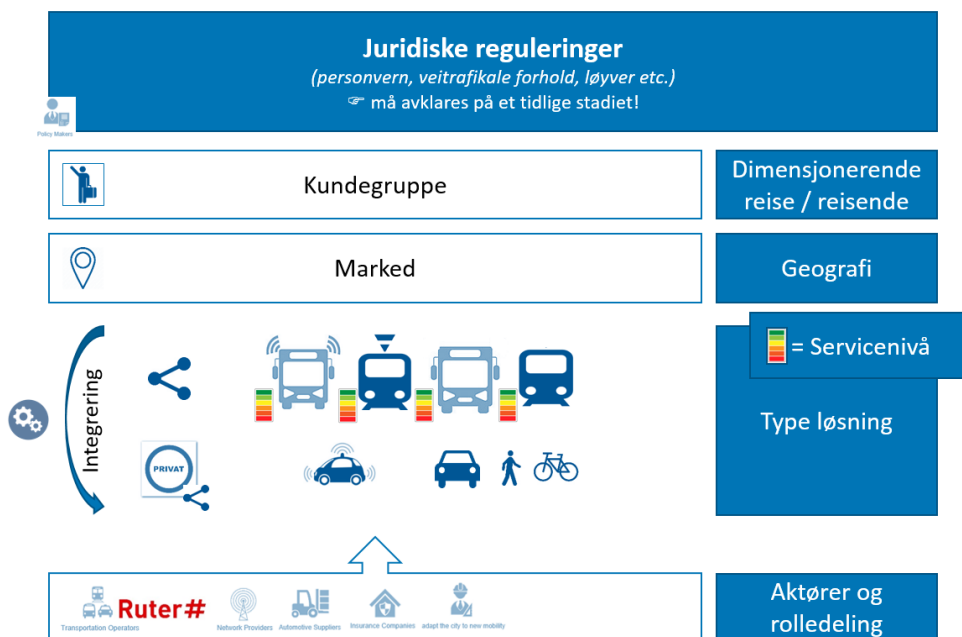 Juridiske reguleringer
(personvern, veitrafikale forhold, løyver etc.)
☞ må avklares på et tidlige stadiet!
Policy Makers
Kundegruppe
Dimensjonerende
reise / reisende
Marked
Geografi
= Servicenivå
Integrering
PRIVAT
Type løsning
Ruter#
Transportation Operators
Network Providers
Automotive Suppliers
Insurance Companies
adapt the city to new mobility
Aktører og
rolledeling